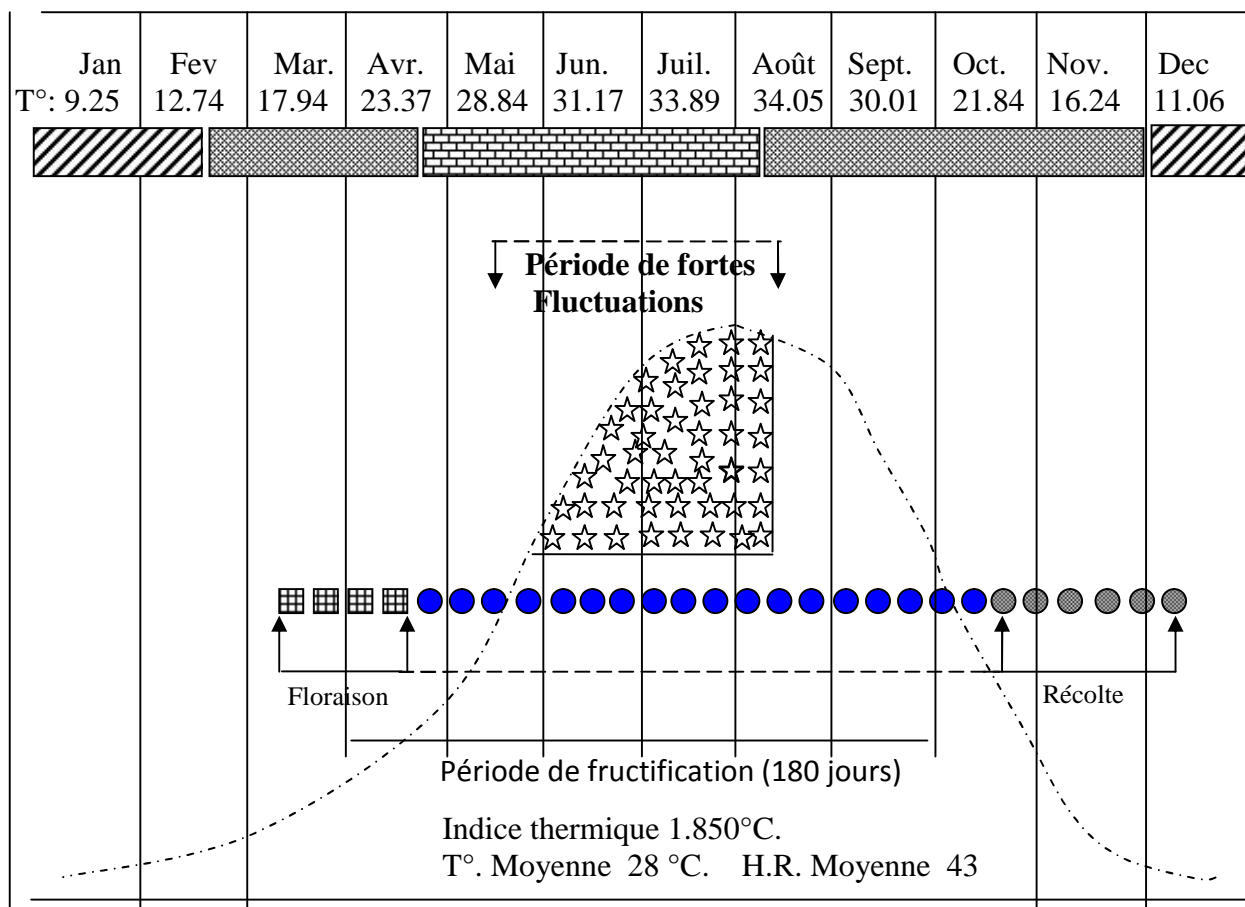 Jan Fev Mar. Avr. Mai Jun. Juil. Août Sept. Oct. Nov. Dec
T°: 9.25 12.74 17.94 23.37 28.84 31.17 33.89 34.05 30.01 21.84 16.24 11.06
Période de fortes
Fluctuations
Floraison
Récolte
Période de fructification (180 jours)
Indice thermique 1.850°C.
T°. Moyenne 28 °C. H.R. Moyenne 43